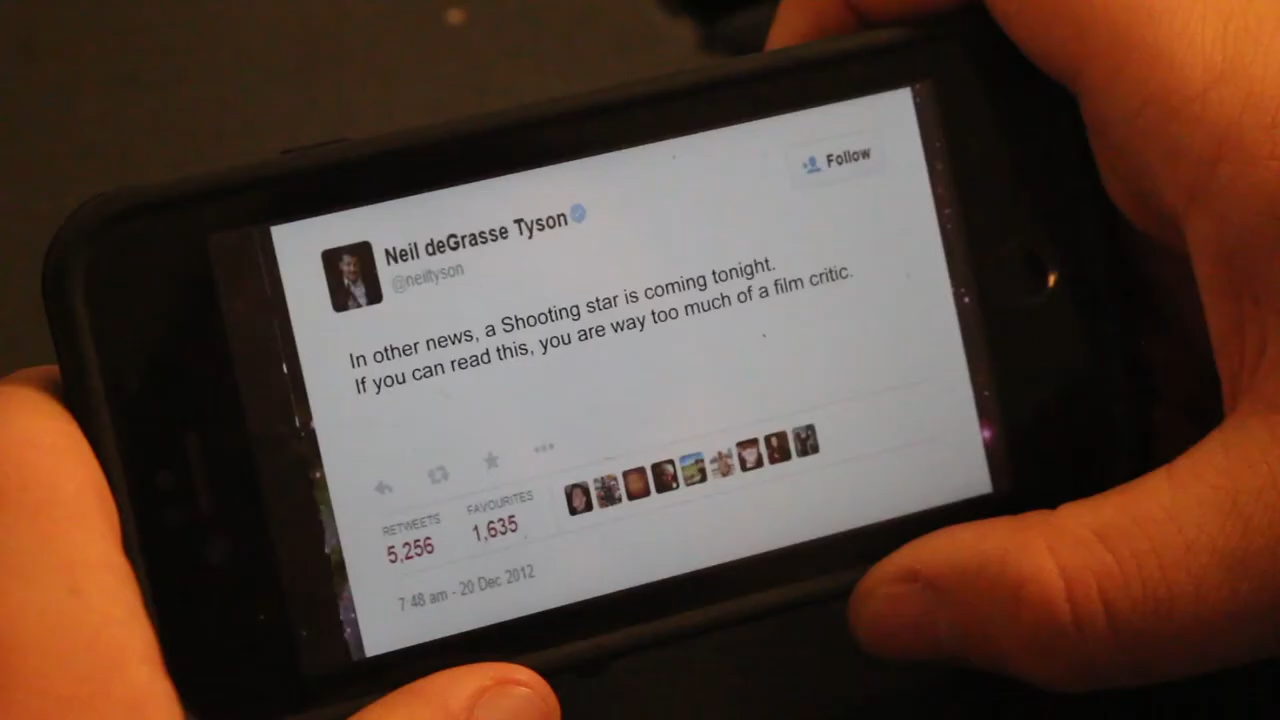 Follow
Neil deGrasse Tyson
@neiltyson
In other news, a Shooting star is coming tonight.
If you can read this, you are way too much of a film critic.
RETWEETS
FAVOURITES
5,256
1,635
7:48 am - 20 Dec 2012